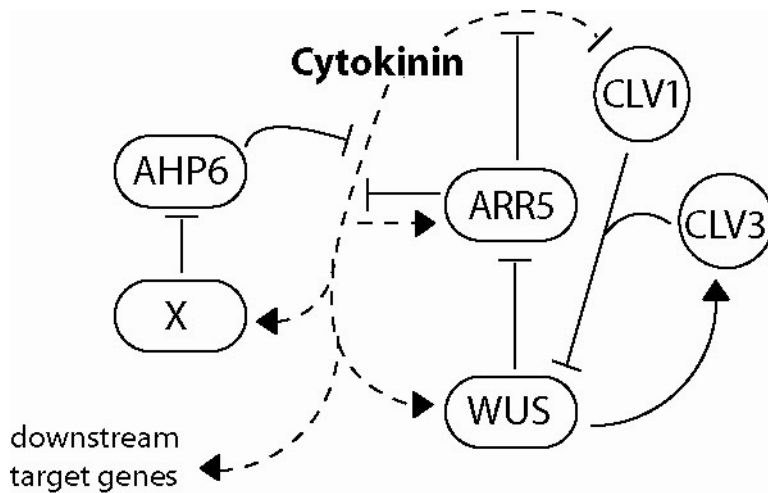 Cytokinin
CLV1
AHP6
ARR5
CLV3
X
WUS
downstream
target genes